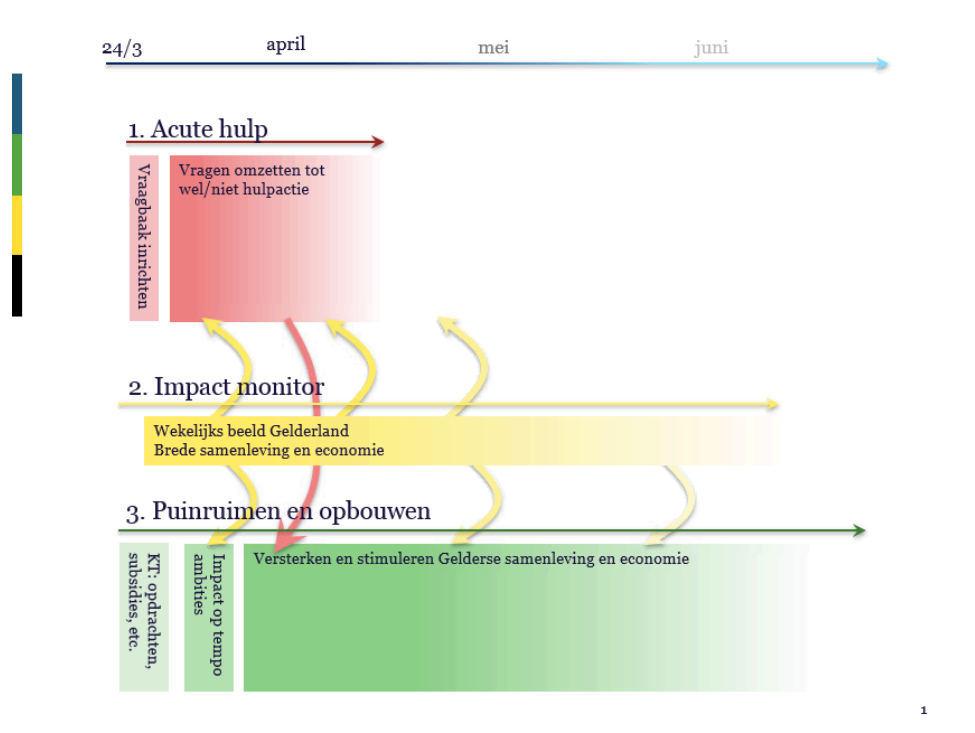 24/3
april
mei
juni
1. Acute hulp
Vraagbaak inrichten
Vragen omzetten tot
wel/niet hulpactie
2. Impact monitor
Wekelijks beeld Gelderland
Brede samenleving en economie
3. Puinruimen en opbouwen
KT: opdrachten,
subsidies, etc.
Impact op tempo
ambities
Versterken en stimuleren Gelderse samenleving en economie
1